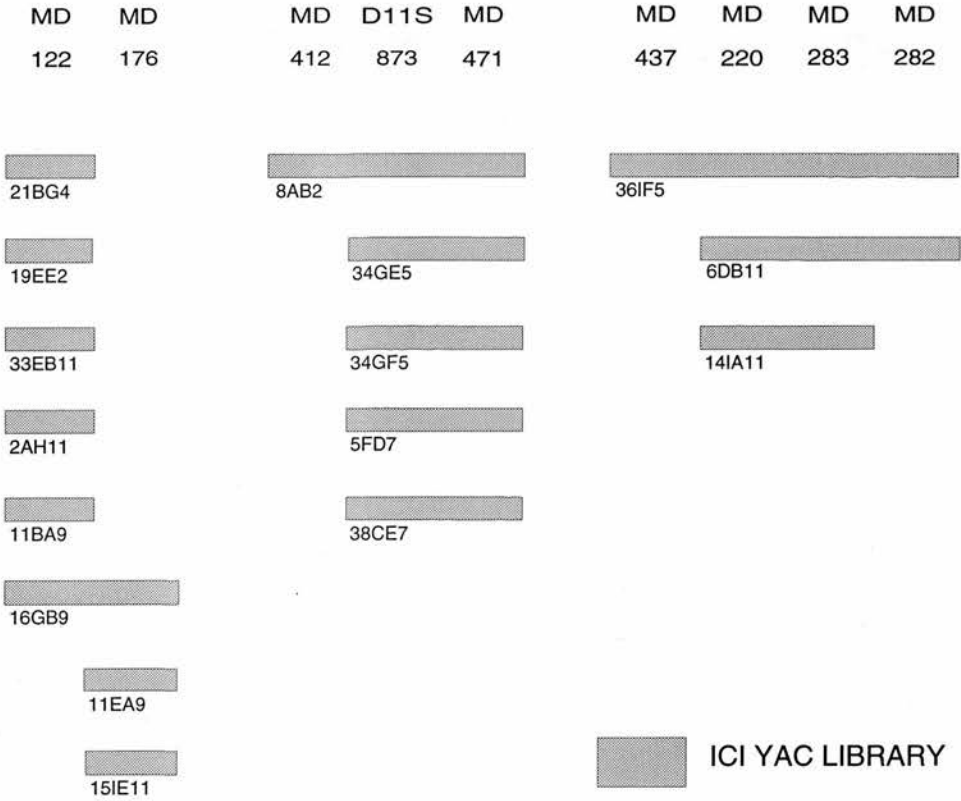 MD MD MD D11S MD MD MD MD MD
122 176 412 873 471 437 220 283 282
21BG4 8AB2 36IF5
19EE2 34GE5 6DB11
33EB11 34GF5 14IA11
2AH11 5FD7
11BA9 38CE7
16GB9
11EA9
15IE11
ICI YAC LIBRARY